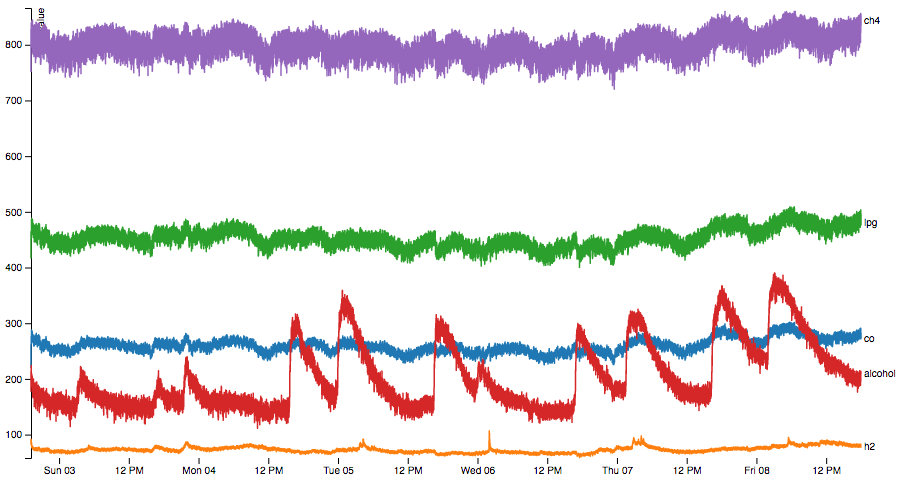 alue
ch4
800
700
600
500
lpg
400
300
co
alcohol
200
100
h2
Sun 03 12 PM Mon 04 12 PM Tue 05 12 PM Wed 06 12 PM Thu 07 12 PM Fri 08 12 PM